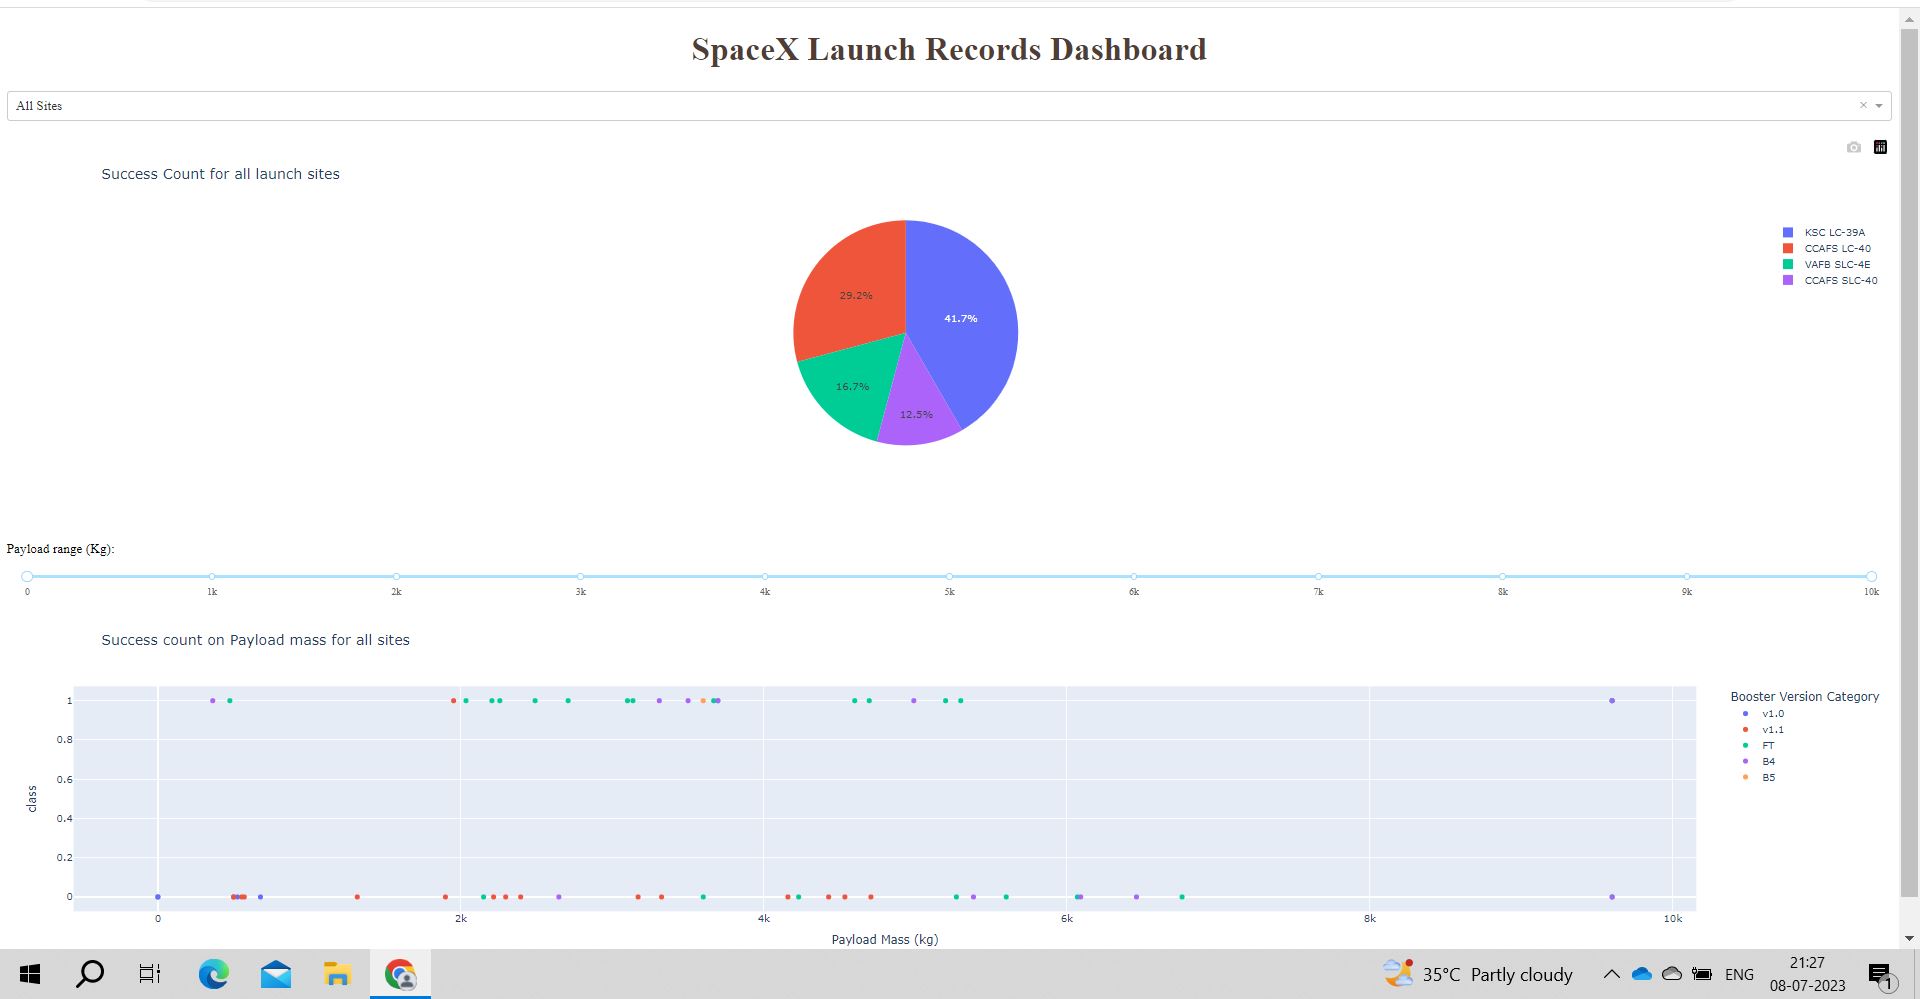 SpaceX Launch Records Dashboard
All Sites
Success Count for all launch sites
KSC LC-39A
CCAFS LC-40
VAFB SLC-4E
CCAFS SLC-40
29.2%
41.7%
16.7%
12.5%
Payload range (Kg):
0 1k 2k 3k 4k 5k 6k 7k 8k 9k 10k
Success count on Payload mass for all sites
Booster Version Category
v1.0
v1.1
FT
B4
B5
1
0.8
0.6
0.4
0.2
0
class
0 2k 4k 6k 8k 10k
Payload Mass (kg)
35°C Partly cloudy
ENG
21:27
08-07-2023
1